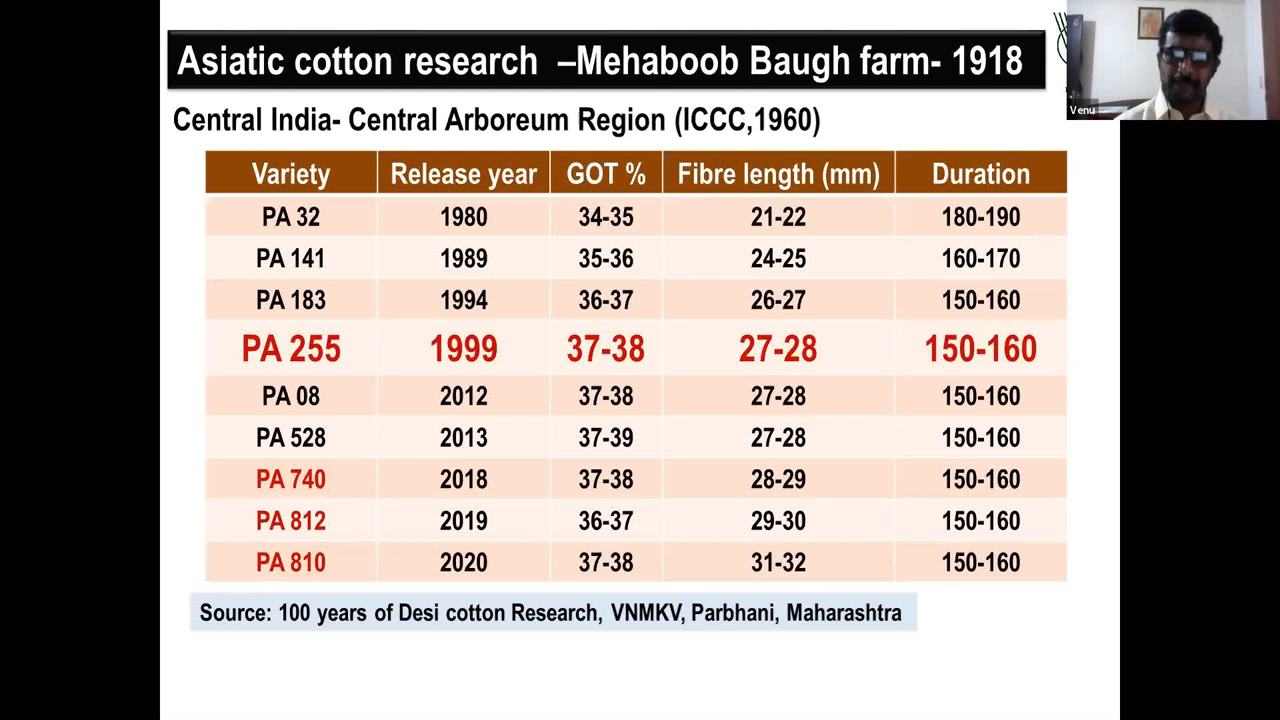 Asiatic cotton research –Mehaboob Baugh farm- 1918
Venu
Central India- Central Arboreum Region (ICCC,1960)
Variety Release year GOT % Fibre length (mm) Duration
PA 32 1980 34-35 21-22 180-190
PA 141 1989 35-36 24-25 160-170
PA 183 1994 36-37 26-27 150-160
PA 255 1999 37-38 27-28 150-160
PA 08 2012 37-38 27-28 150-160
PA 528 2013 37-39 27-28 150-160
PA 740 2018 37-38 28-29 150-160
PA 812 2019 36-37 29-30 150-160
PA 810 2020 37-38 31-32 150-160
Source: 100 years of Desi cotton Research, VNMKV, Parbhani, Maharashtra